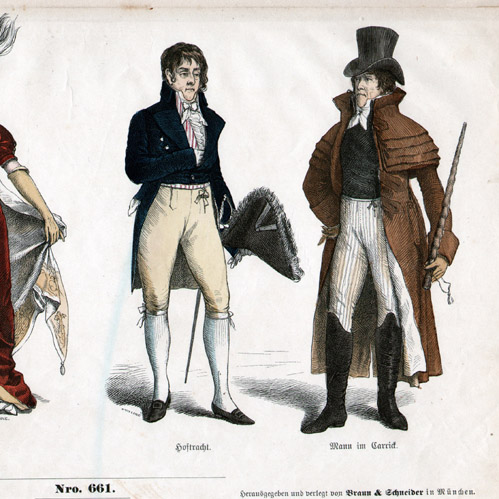 Hoftracht.
Mann im Carrick.
Nro. 661.
Herausgegeben und verlegt von Braun & Schneider in München.